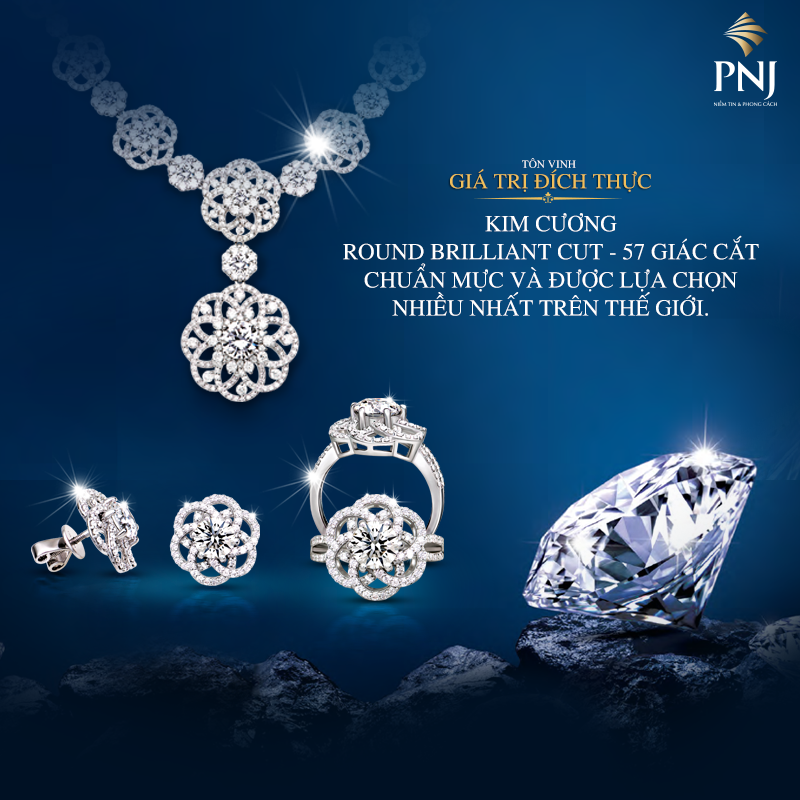 PNJ
NIỀM TIN & PHONG CÁCH
TÔN VINH
GIÁ TRỊ ĐÍCH THỰC
KIM CƯƠNG
ROUND BRILLIANT CUT - 57 GIÁC CẮT
CHUẨN MỰC VÀ ĐƯỢC LỰA CHỌN
NHIỀU NHẤT TRÊN THẾ GIỚI.